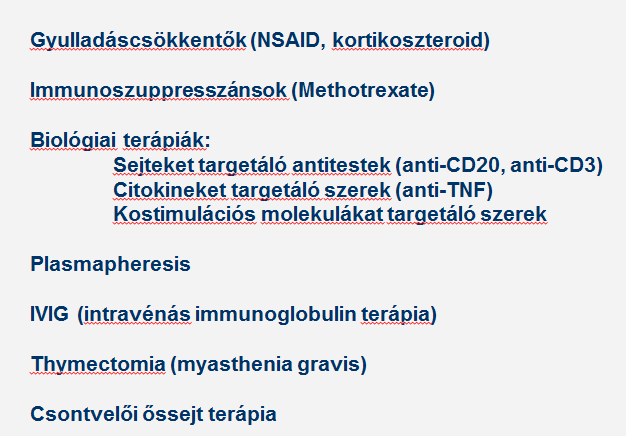 Gyulladáscsökkentők (NSAID, kortikoszteroid)
Immunoszuppresszánsok (Methotrexate)
Biológiai terápiák:
Sejteket targetáló antitestek (anti-CD20, anti-CD3)
Citokineket targetáló szerek (anti-TNF)
Kostimulációs molekulákat targetáló szerek
Plasmapheresis
IVIG (intravénás immunoglobulin terápia)
Thymectomia (myasthenia gravis)
Csontvelői őssejt terápia